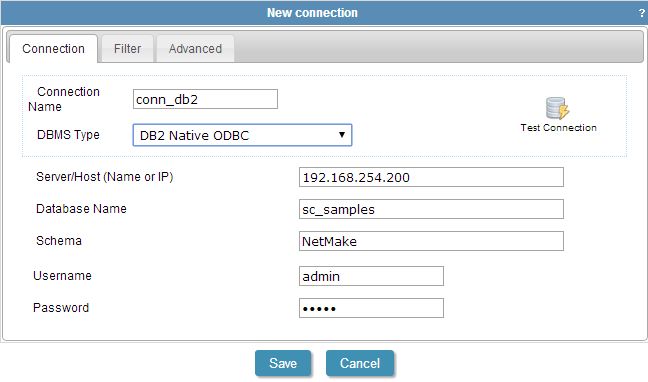 New connection
?
Connection
Filter
Advanced
Connection
Name
conn_db2
DBMS Type
DB2 Native ODBC
Test Connection
Server/Host (Name or IP)
192.168.254.200
Database Name
sc_samples
Schema
NetMake
Username
admin
Password
•••••
Save
Cancel